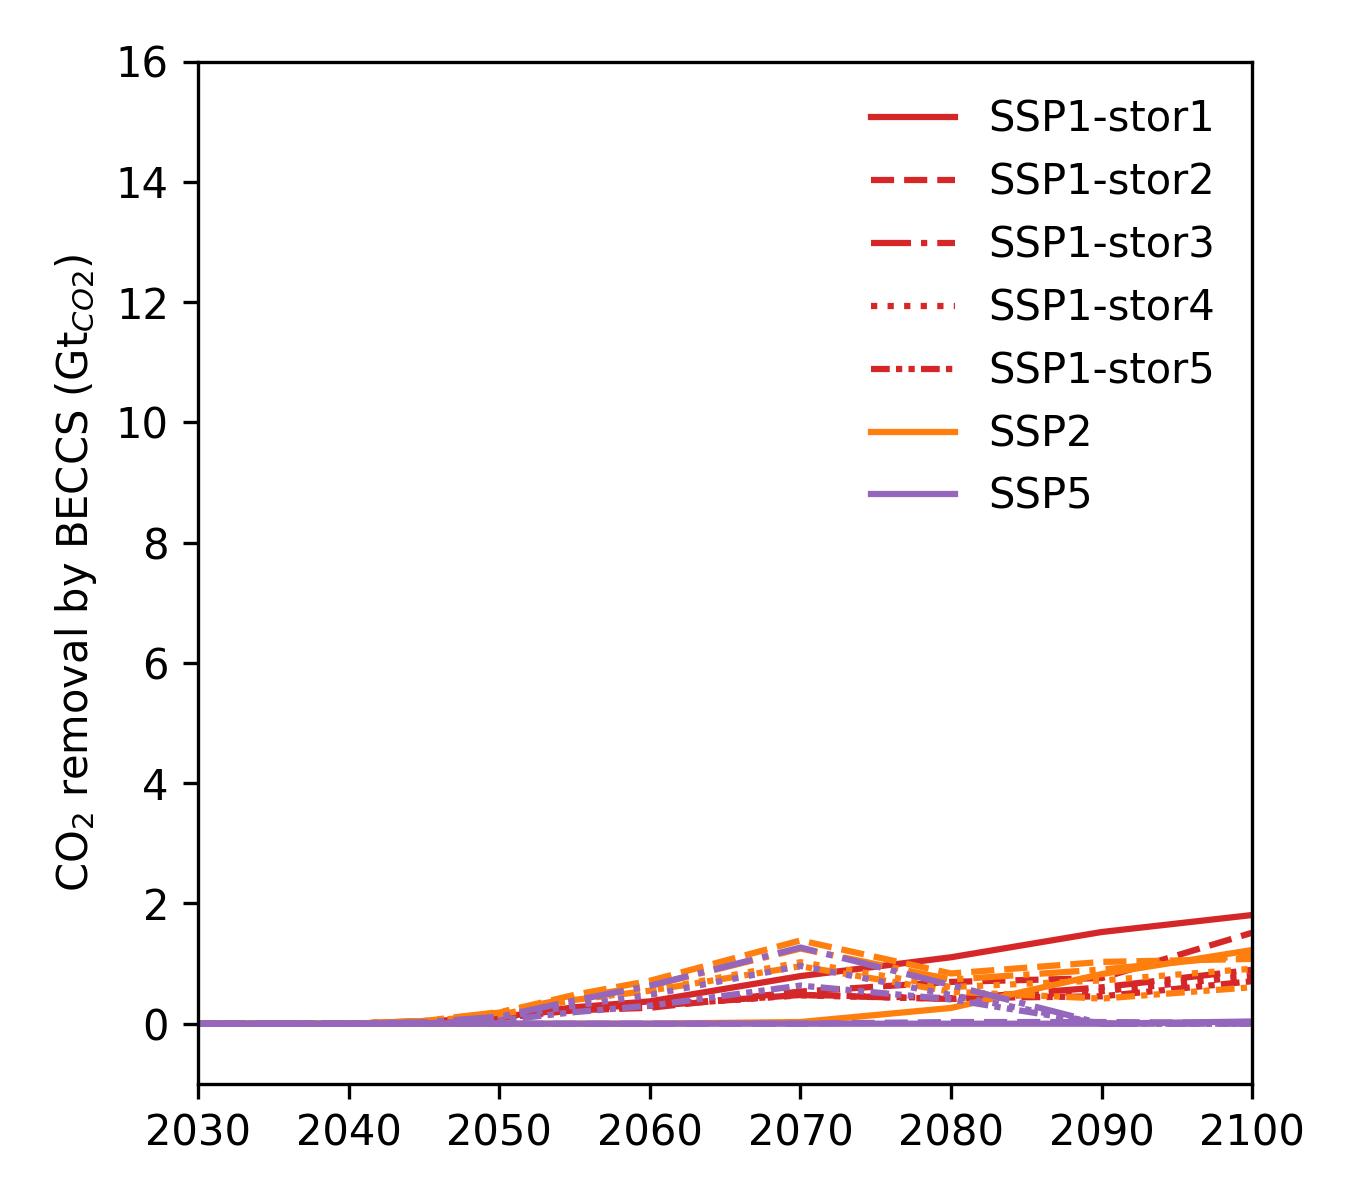 16
14
12
10
8
6
4
2
0
CO2 removal by BECCS (GtCO2)
SSP1-stor1
SSP1-stor2
SSP1-stor3
SSP1-stor4
SSP1-stor5
SSP2
SSP5
2030 2040 2050 2060 2070 2080 2090 2100